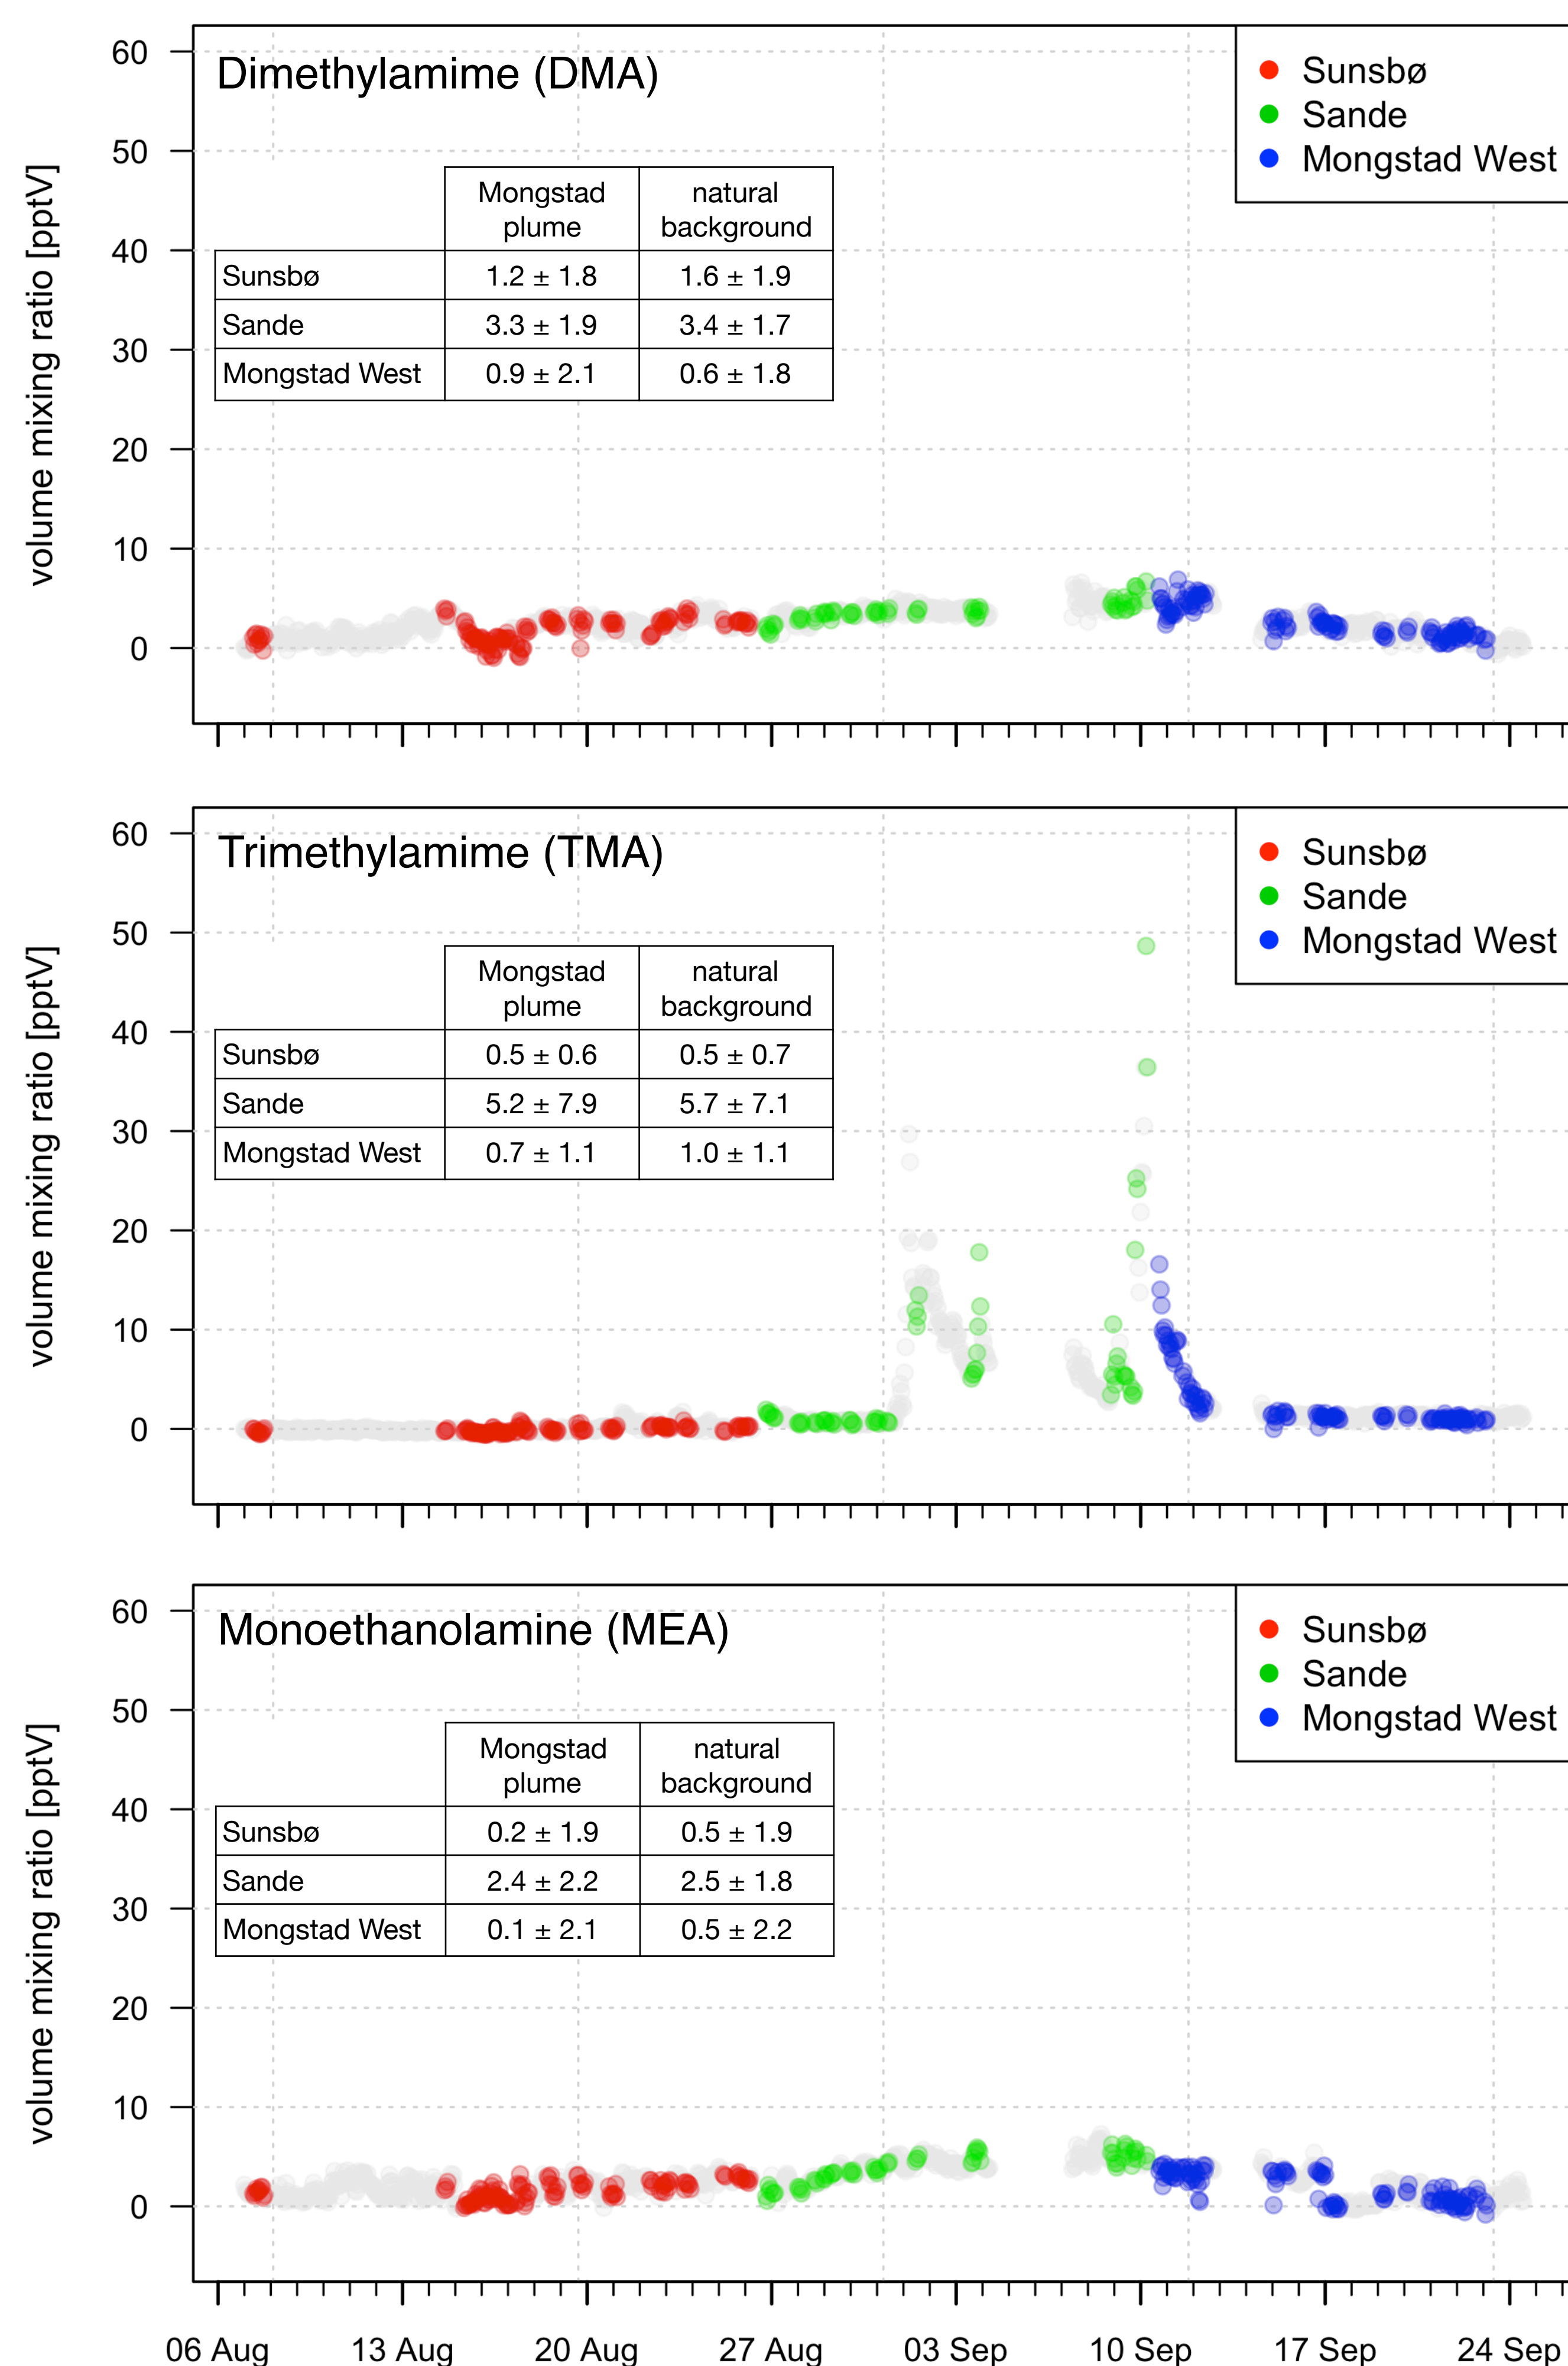 Dimethylamime (DMA)
Sunsbø
Sande
Mongstad West
volume mixing ratio [pptV]
60
50
40
30
20
10
0
Mongstad plume natural background
Sunsbø 1.2 ± 1.8 1.6 ± 1.9
Sande 3.3 ± 1.9 3.4 ± 1.7
Mongstad West 0.9 ± 2.1 0.6 ± 1.8
Trimethylamime (TMA)
Sunsbø
Sande
Mongstad West
volume mixing ratio [pptV]
60
50
40
30
20
10
0
Mongstad plume natural background
Sunsbø 0.5 ± 0.6 0.5 ± 0.7
Sande 5.2 ± 7.9 5.7 ± 7.1
Mongstad West 0.7 ± 1.1 1.0 ± 1.1
Monoethanolamine (MEA)
Sunsbø
Sande
Mongstad West
volume mixing ratio [pptV]
60
50
40
30
20
10
0
Mongstad plume natural background
Sunsbø 0.2 ± 1.9 0.5 ± 1.9
Sande 2.4 ± 2.2 2.5 ± 1.8
Mongstad West 0.1 ± 2.1 0.5 ± 2.2
06 Aug 13 Aug 20 Aug 27 Aug 03 Sep 10 Sep 17 Sep 24 Sep